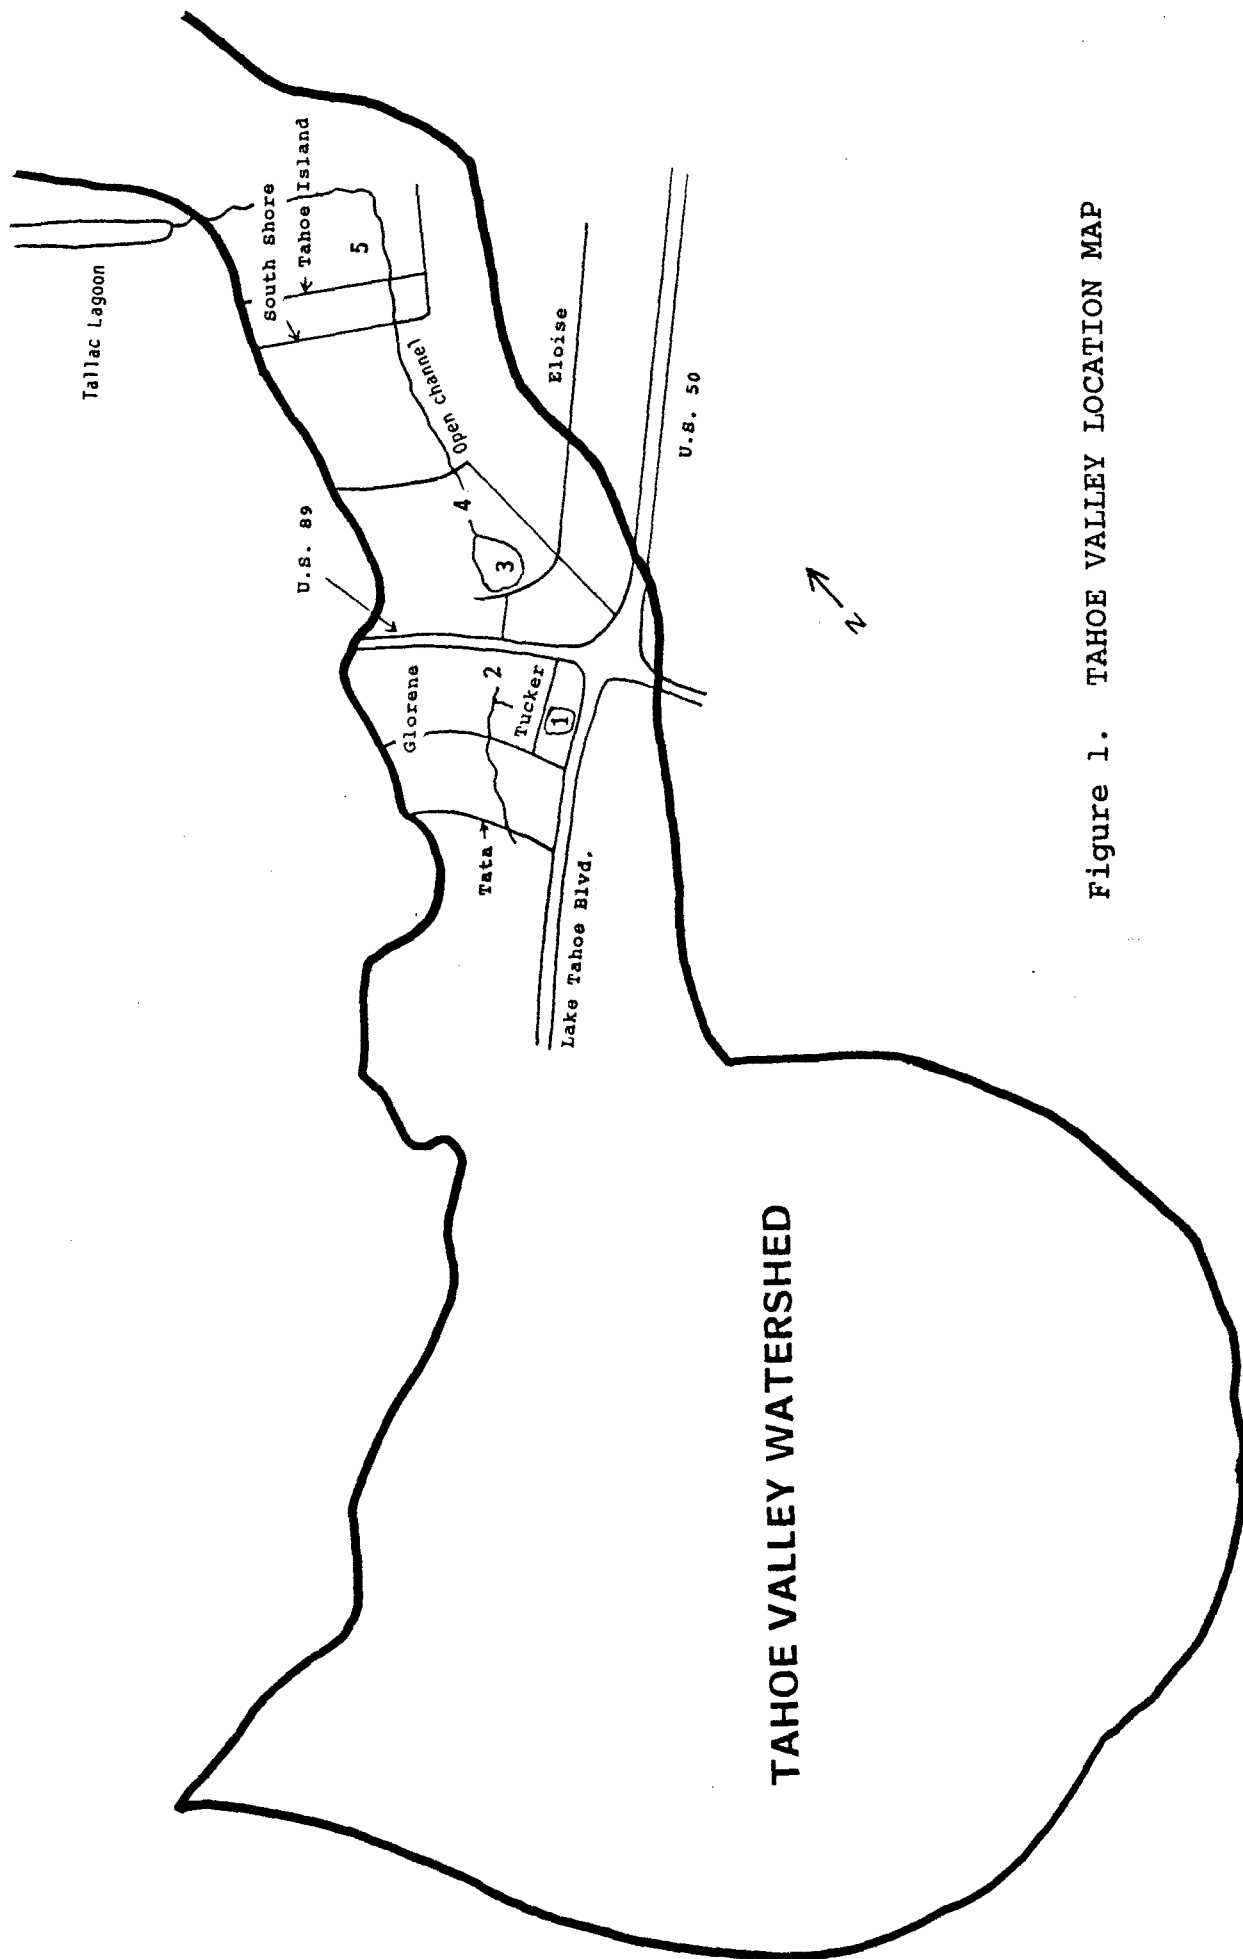 Tallac Lagoon
South Shore
Tahoe Island
5
Open channel
Eloise
U.S. 50
U.S. 89
4
3
Glorene
2
Tucker
1
Tata
Lake Tahoe Blvd.
N
TAHOE VALLEY WATERSHED
Figure 1. TAHOE VALLEY LOCATION MAP